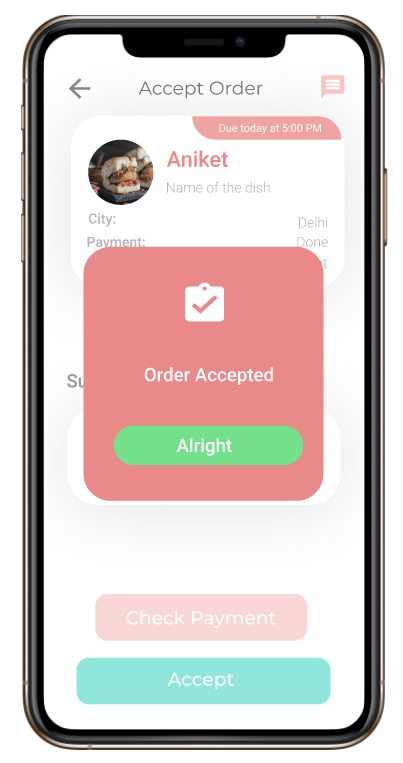 Accept Order
Due today at 5:00 PM
Aniket
Name of the dish
City:
Delhi
Payment:
Done
Order Accepted
Alright
Check Payment
Accept